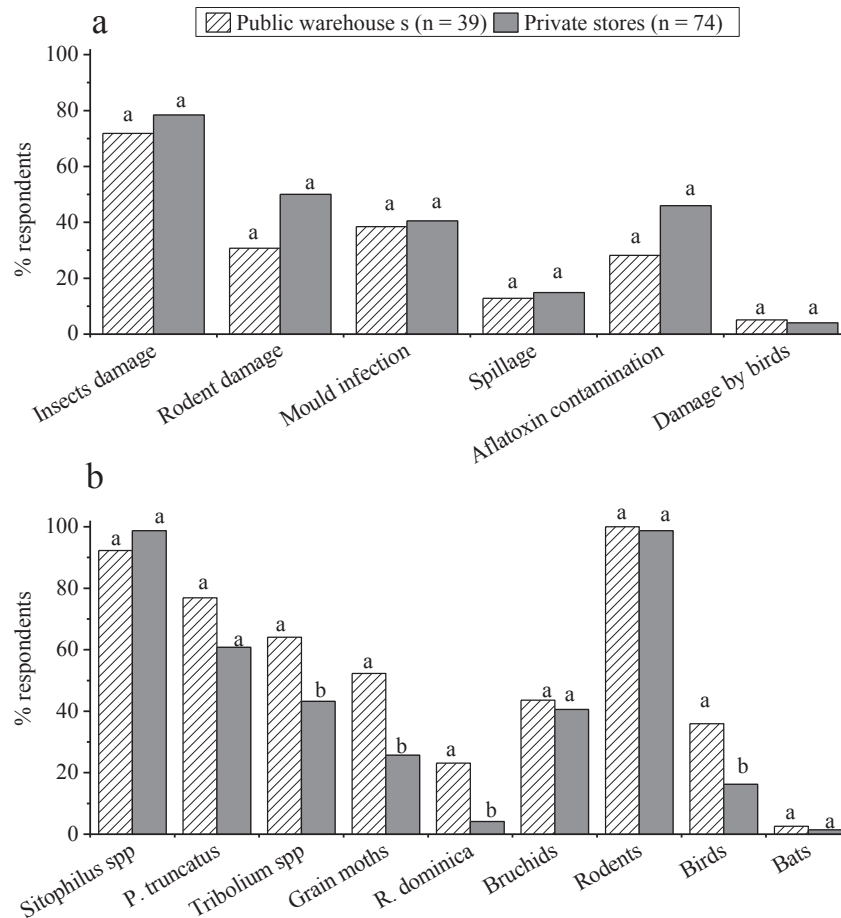 a
Public warehouse s (n = 39) Private stores (n = 74)
100
80
60
40
20
0
% respondents
a a a a a a a a a a a a
Insects damage
Rodent damage
Mould infection
Spillage
Aflatoxin contamination
Damage by birds
b
100
80
60
40
20
0
% respondents
a a a a a b a b a b a a a a a b a a
Sitophilus spp
P. truncatus
Tribolium spp
Grain moths
R. dominica
Bruchids
Rodents
Birds
Bats